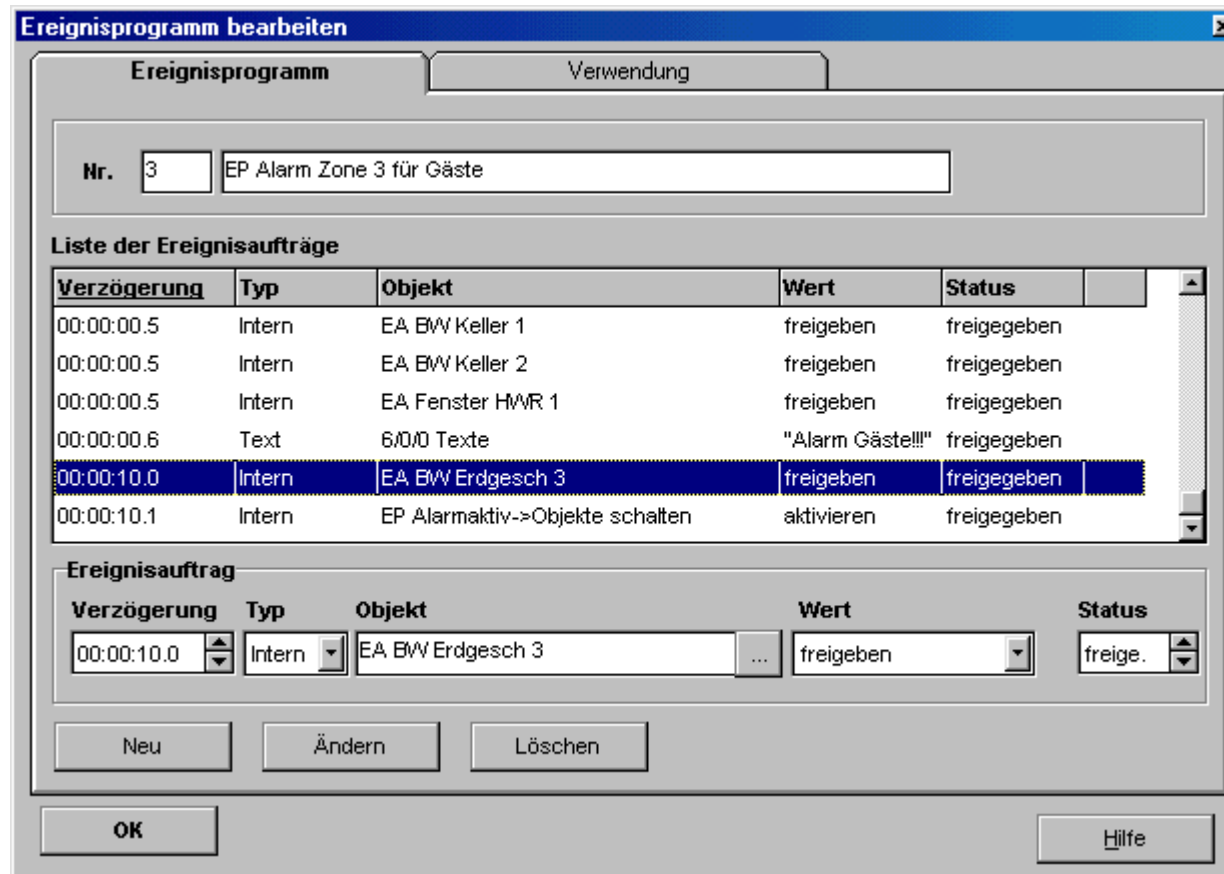 Ereignisprogramm bearbeiten
Ereignisprogramm Verwendung
Nr. 3 EP Alarm Zone 3 für Gäste
Liste der Ereignisaufträge
Verzögerung Typ Objekt Wert Status
00:00:00.5 Intern EA BW Keller 1 freigeben freigegeben
00:00:00.5 Intern EA BW Keller 2 freigeben freigegeben
00:00:00.5 Intern EA Fenster HWR 1 freigeben freigegeben
00:00:00.6 Text 6/0/0 Texte "Alarm Gäste!!!" freigegeben
00:00:10.0 Intern EA BW Erdgesch 3 freigeben freigegeben
00:00:10.1 Intern EP Alarmaktiv->Objekte schalten aktivieren freigegeben
Ereignisauftrag
Verzögerung Typ Objekt Wert Status
00:00:10.0 Intern EA BW Erdgesch 3 ... freigeben freige.
Neu Ändern Löschen
OK Hilfe